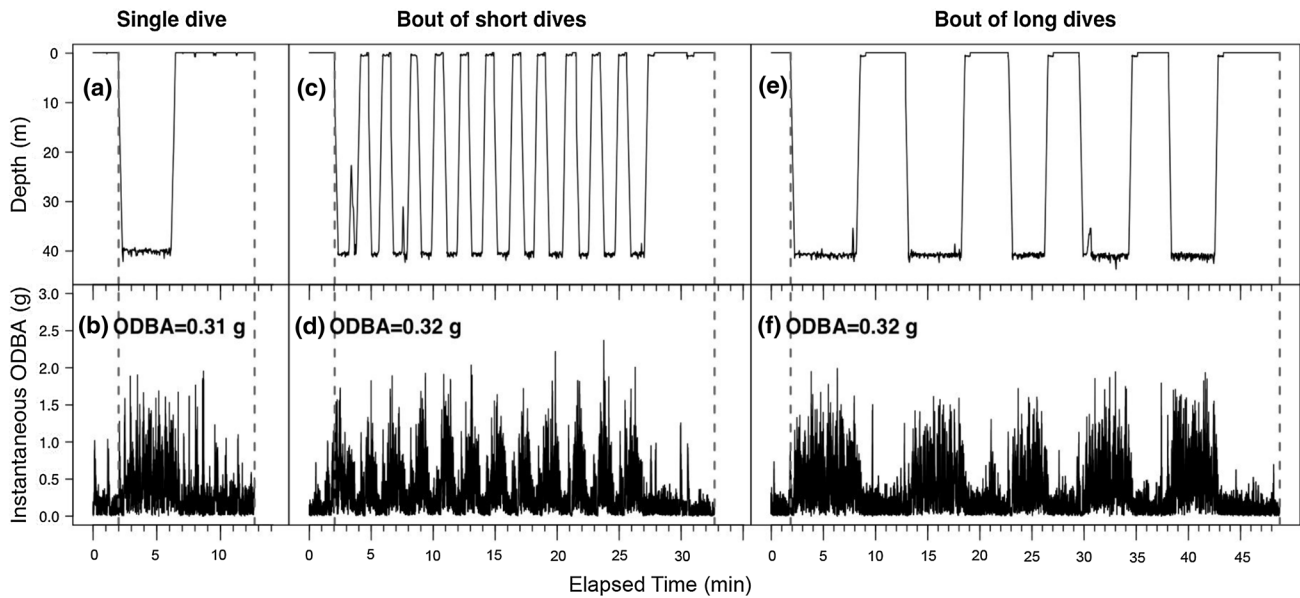 Single dive
Bout of short dives
Bout of long dives
Depth (m)
0
10
20
30
40
(a)
(c)
(e)
Instantaneous ODBA (g)
3.0
2.5
2.0
1.5
1.0
0.5
0.0
(b) ODBA=0.31 g
(d) ODBA=0.32 g
(f) ODBA=0.32 g
0 5 10
0 5 10 15 20 25 30
0 5 10 15 20 25 30 35 40 45
Elapsed Time (min)